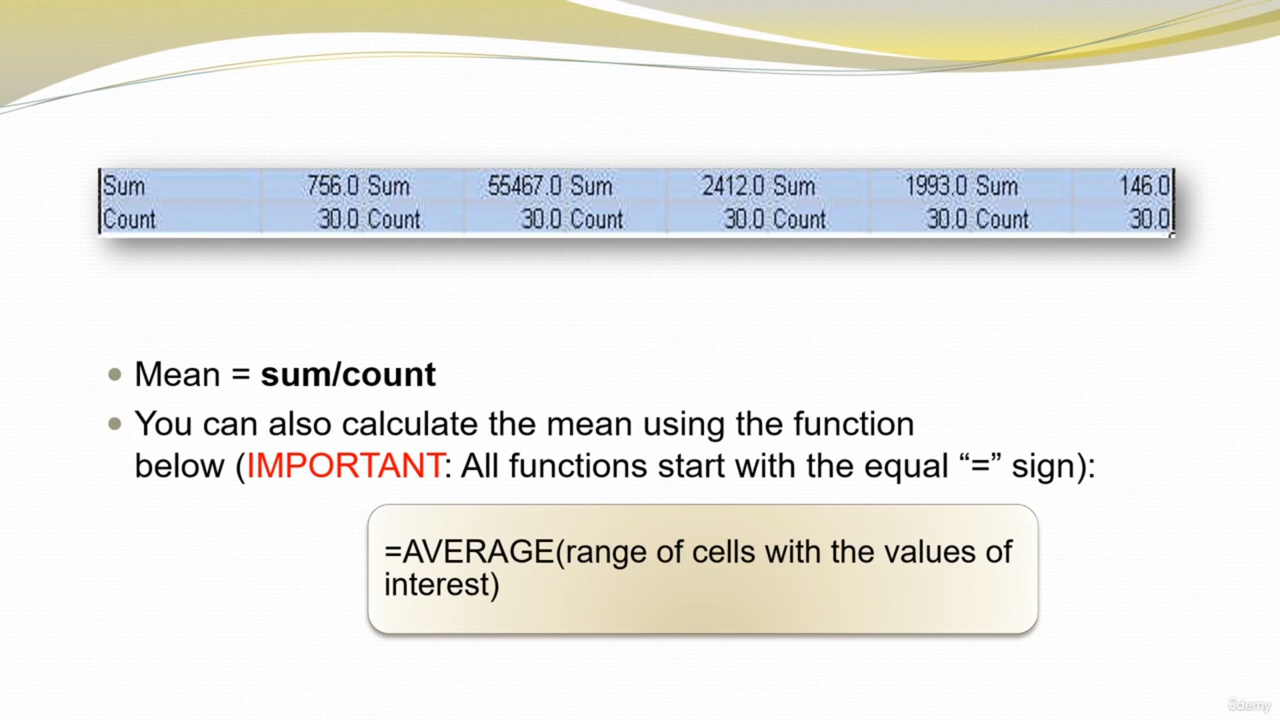 Sum 756.0 Sum 55467.0 Sum 2412.0 Sum 1993.0 Sum 146.0
Count 30.0 Count 30.0 Count 30.0 Count 30.0 Count 30.0
• Mean = sum/count
• You can also calculate the mean using the function
below (IMPORTANT: All functions start with the equal “=” sign):
=AVERAGE(range of cells with the values of
interest)
ûdemy